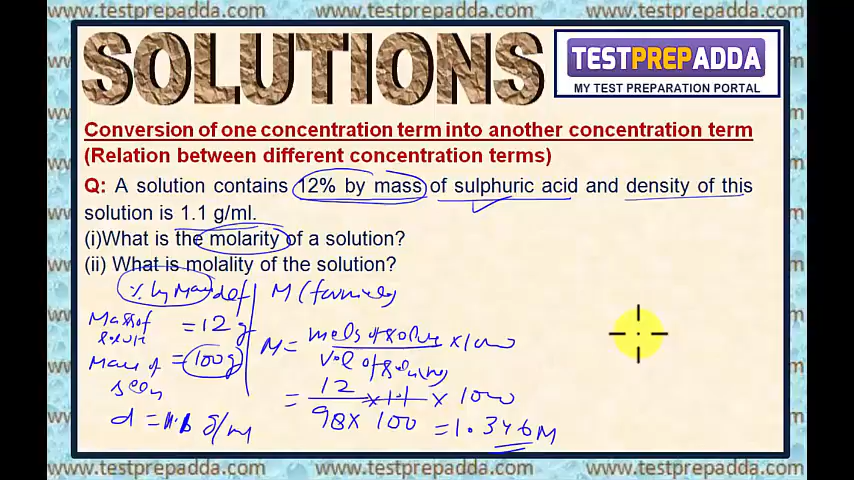 www.testprepadda.com www.testprepadda.com www.testprepadda.com
SOLUTIONS
TESTPREPADDA
MY TEST PREPARATION PORTAL
Conversion of one concentration term into another concentration term
(Relation between different concentration terms)
Q: A solution contains 12% by mass of sulphuric acid and density of this
solution is 1.1 g/ml.
(i)What is the molarity of a solution?
(ii) What is molality of the solution?
% by Mass def
Mass of solute = 12 g
Mass of soln = 100g
d = 1.1 g/ml
M (formula)
M = mols of solute × 1000
vol of solution
= 12 × 1.1 × 1000
98 × 100 = 1.346 M
www.testprepadda.com www.testprepadda.com www.testprepadda.com